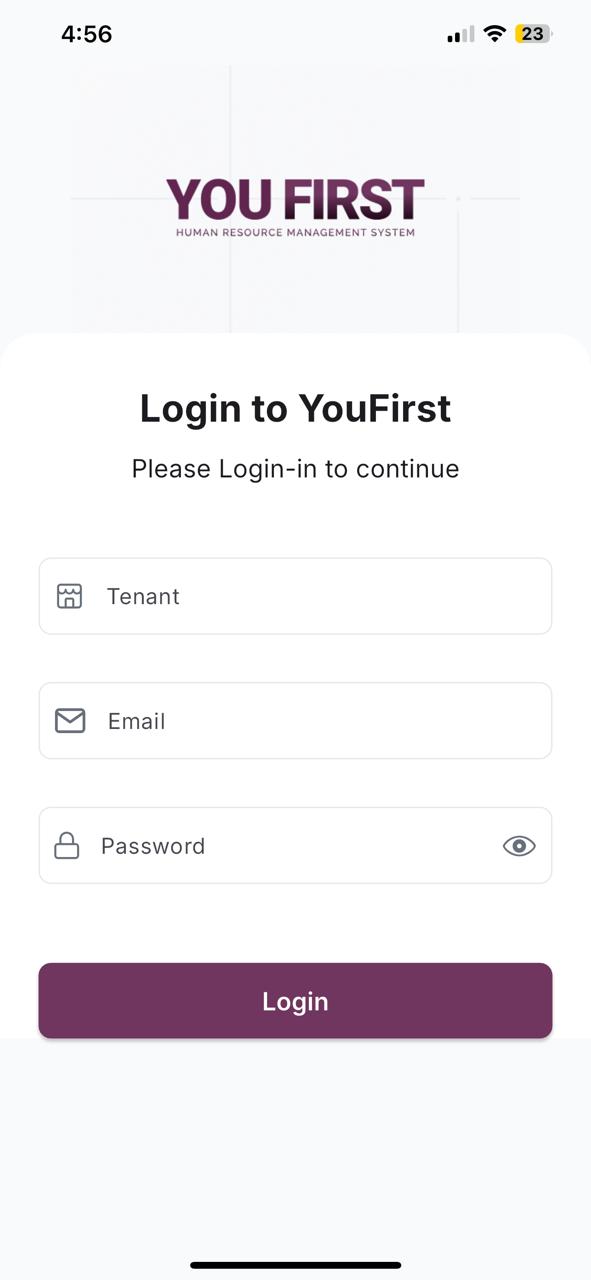 4:56
23
YOU FIRST
HUMAN RESOURCE MANAGEMENT SYSTEM
Login to YouFirst
Please Login-in to continue
Tenant
Email
Password
Login